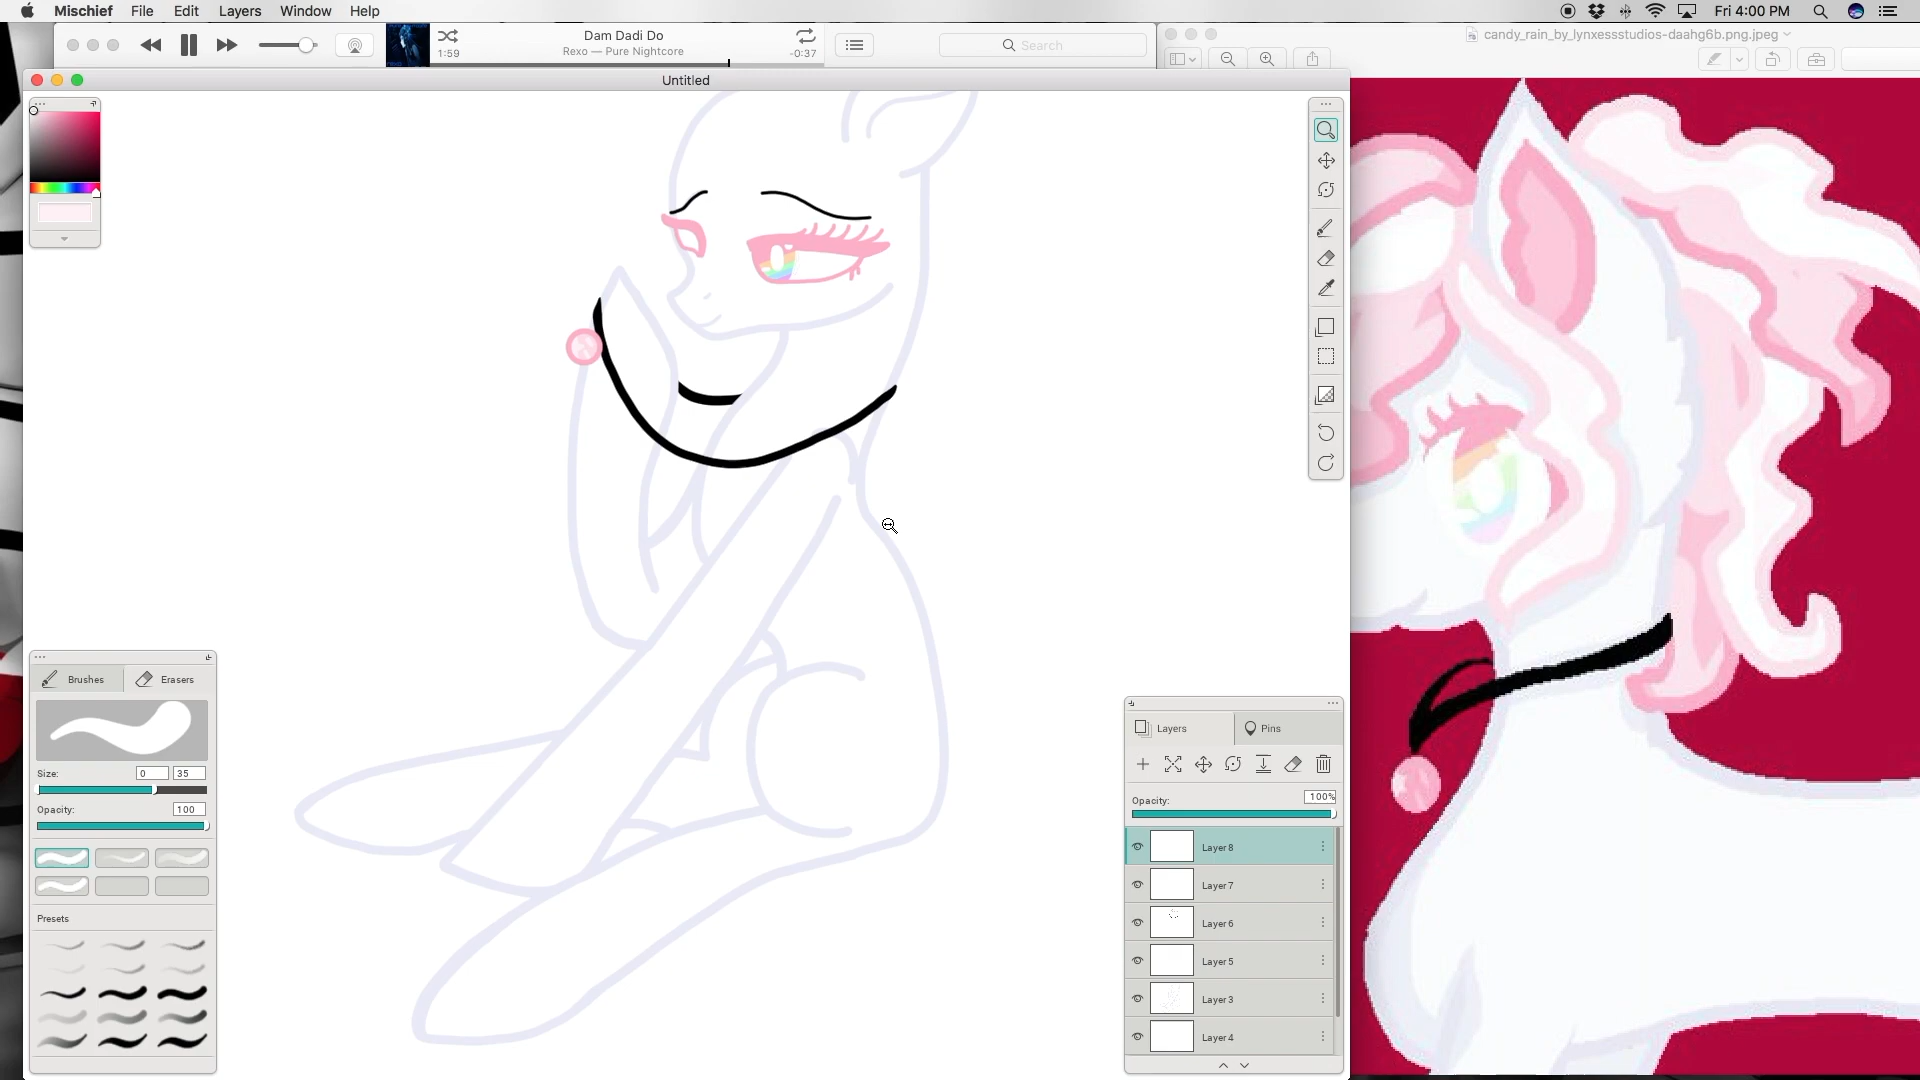 Mischief File Edit Layers Window Help
Fri 4:00 PM
Dam Dadi Do
Rexo — Pure Nightcore
1:59
-0:37
Search
candy_rain_by_lynxessstudios-daahg6b.png.jpeg
Untitled
Brushes
Erasers
Size: 0 35
Opacity: 100
Presets
Layers
Pins
Opacity: 100%
Layer 8
Layer 7
Layer 6
Layer 5
Layer 3
Layer 4